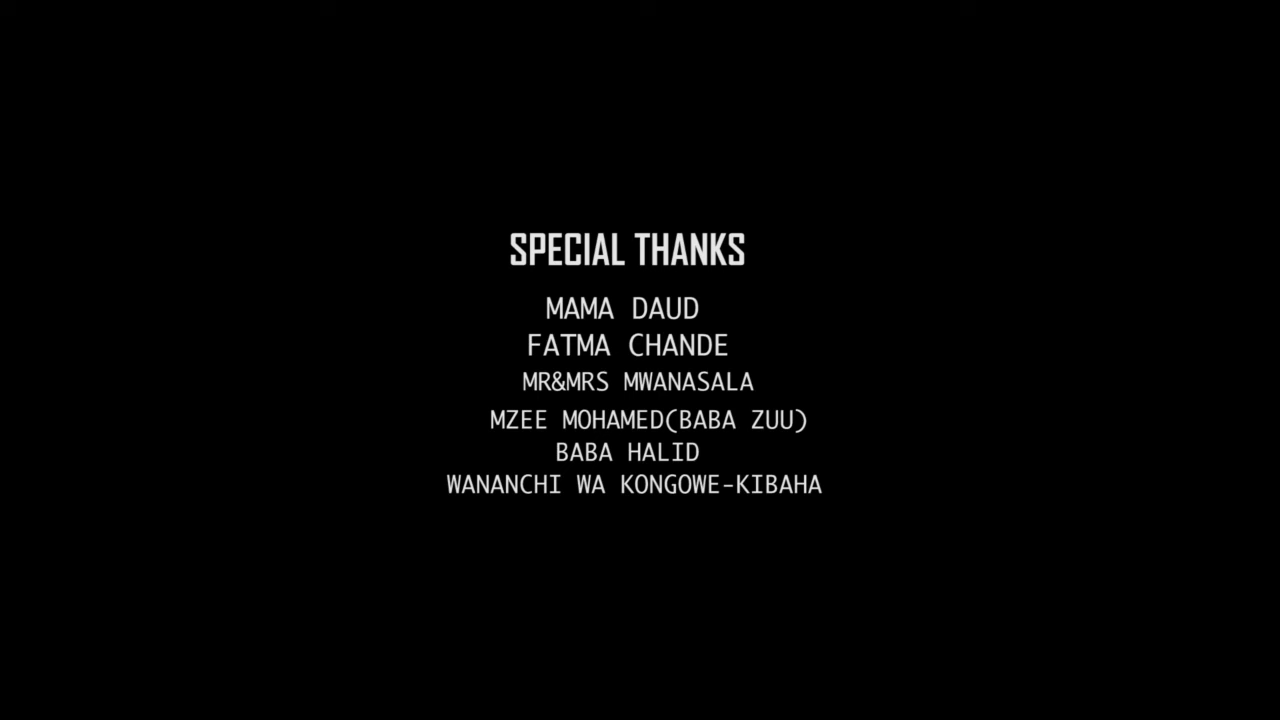 SPECIAL THANKS
MAMA DAUD
FATMA CHANDE
MR&MRS MWANASALA
MZEE MOHAMED(BABA ZUU)
BABA HALID
WANANCHI WA KONGOWE-KIBAHA